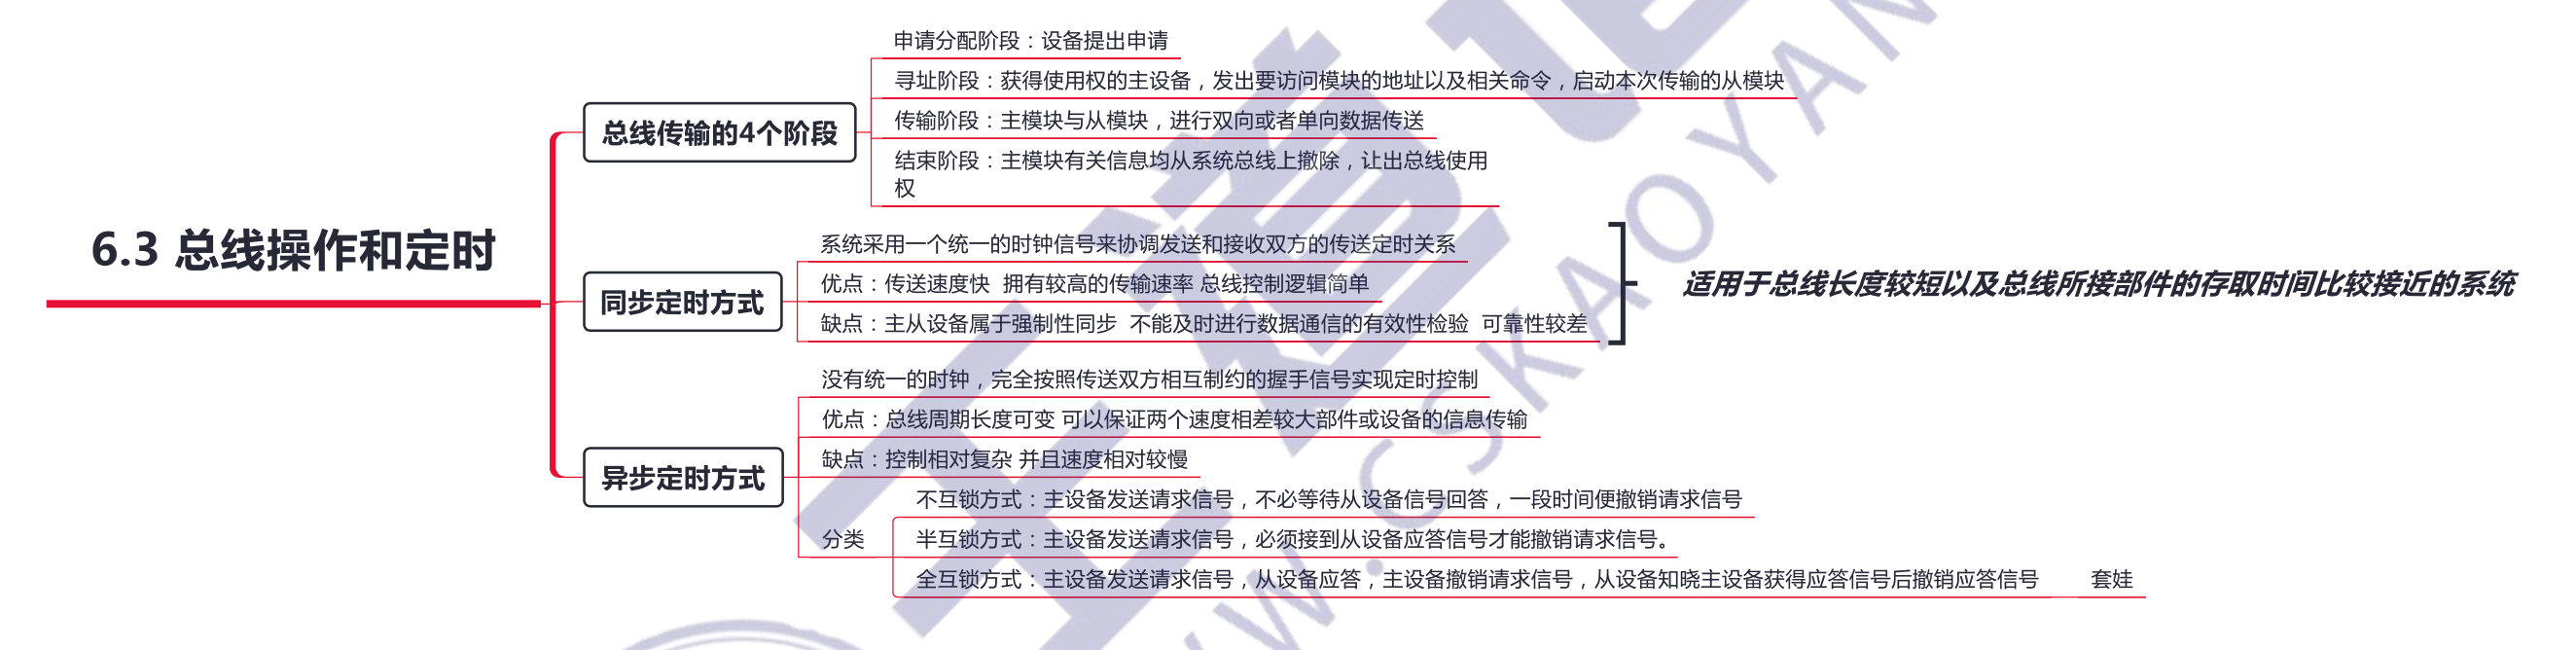 6.3 总线操作和定时
总线传输的4个阶段
申请分配阶段：设备提出申请
寻址阶段：获得使用权的主设备，发出要访问模块的地址以及相关命令，启动本次传输的从模块
传输阶段：主模块与从模块，进行双向或者单向数据传送
结束阶段：主模块有关信息均从系统总线上撤除，让出总线使用
权
同步定时方式
系统采用一个统一的时钟信号来协调发送和接收双方的传送定时关系
优点：传送速度快 拥有较高的传输速率 总线控制逻辑简单
缺点：主从设备属于强制性同步 不能及时进行数据通信的有效性检验 可靠性较差
适用于总线长度较短以及总线所接部件的存取时间比较接近的系统
异步定时方式
没有统一的时钟，完全按照传送双方相互制约的握手信号实现定时控制
优点：总线周期长度可变 可以保证两个速度相差较大部件或设备的信息传输
缺点：控制相对复杂 并且速度相对较慢
分类
不互锁方式：主设备发送请求信号，不必等待从设备信号回答，一段时间便撤销请求信号
半互锁方式：主设备发送请求信号，必须接到从设备应答信号才能撤销请求信号。
全互锁方式：主设备发送请求信号，从设备应答，主设备撤销请求信号，从设备知晓主设备获得应答信号后撤销应答信号
套娃
王道
W.CSKAOYAN